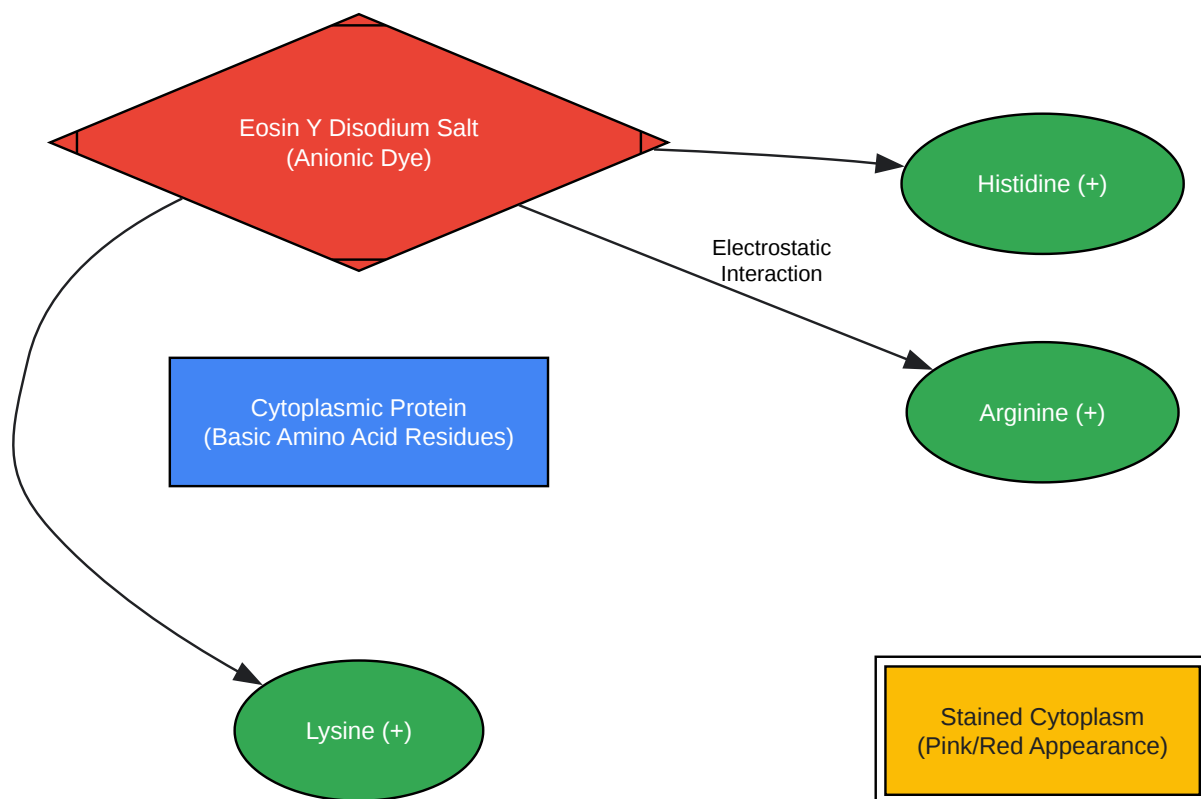 Eosin Y Disodium Salt
(Anionic Dye)
Histidine (+)
Electrostatic
Interaction
Cytoplasmic Protein
(Basic Amino Acid Residues)
Arginine (+)
Lysine (+)
Stained Cytoplasm
(Pink/Red Appearance)